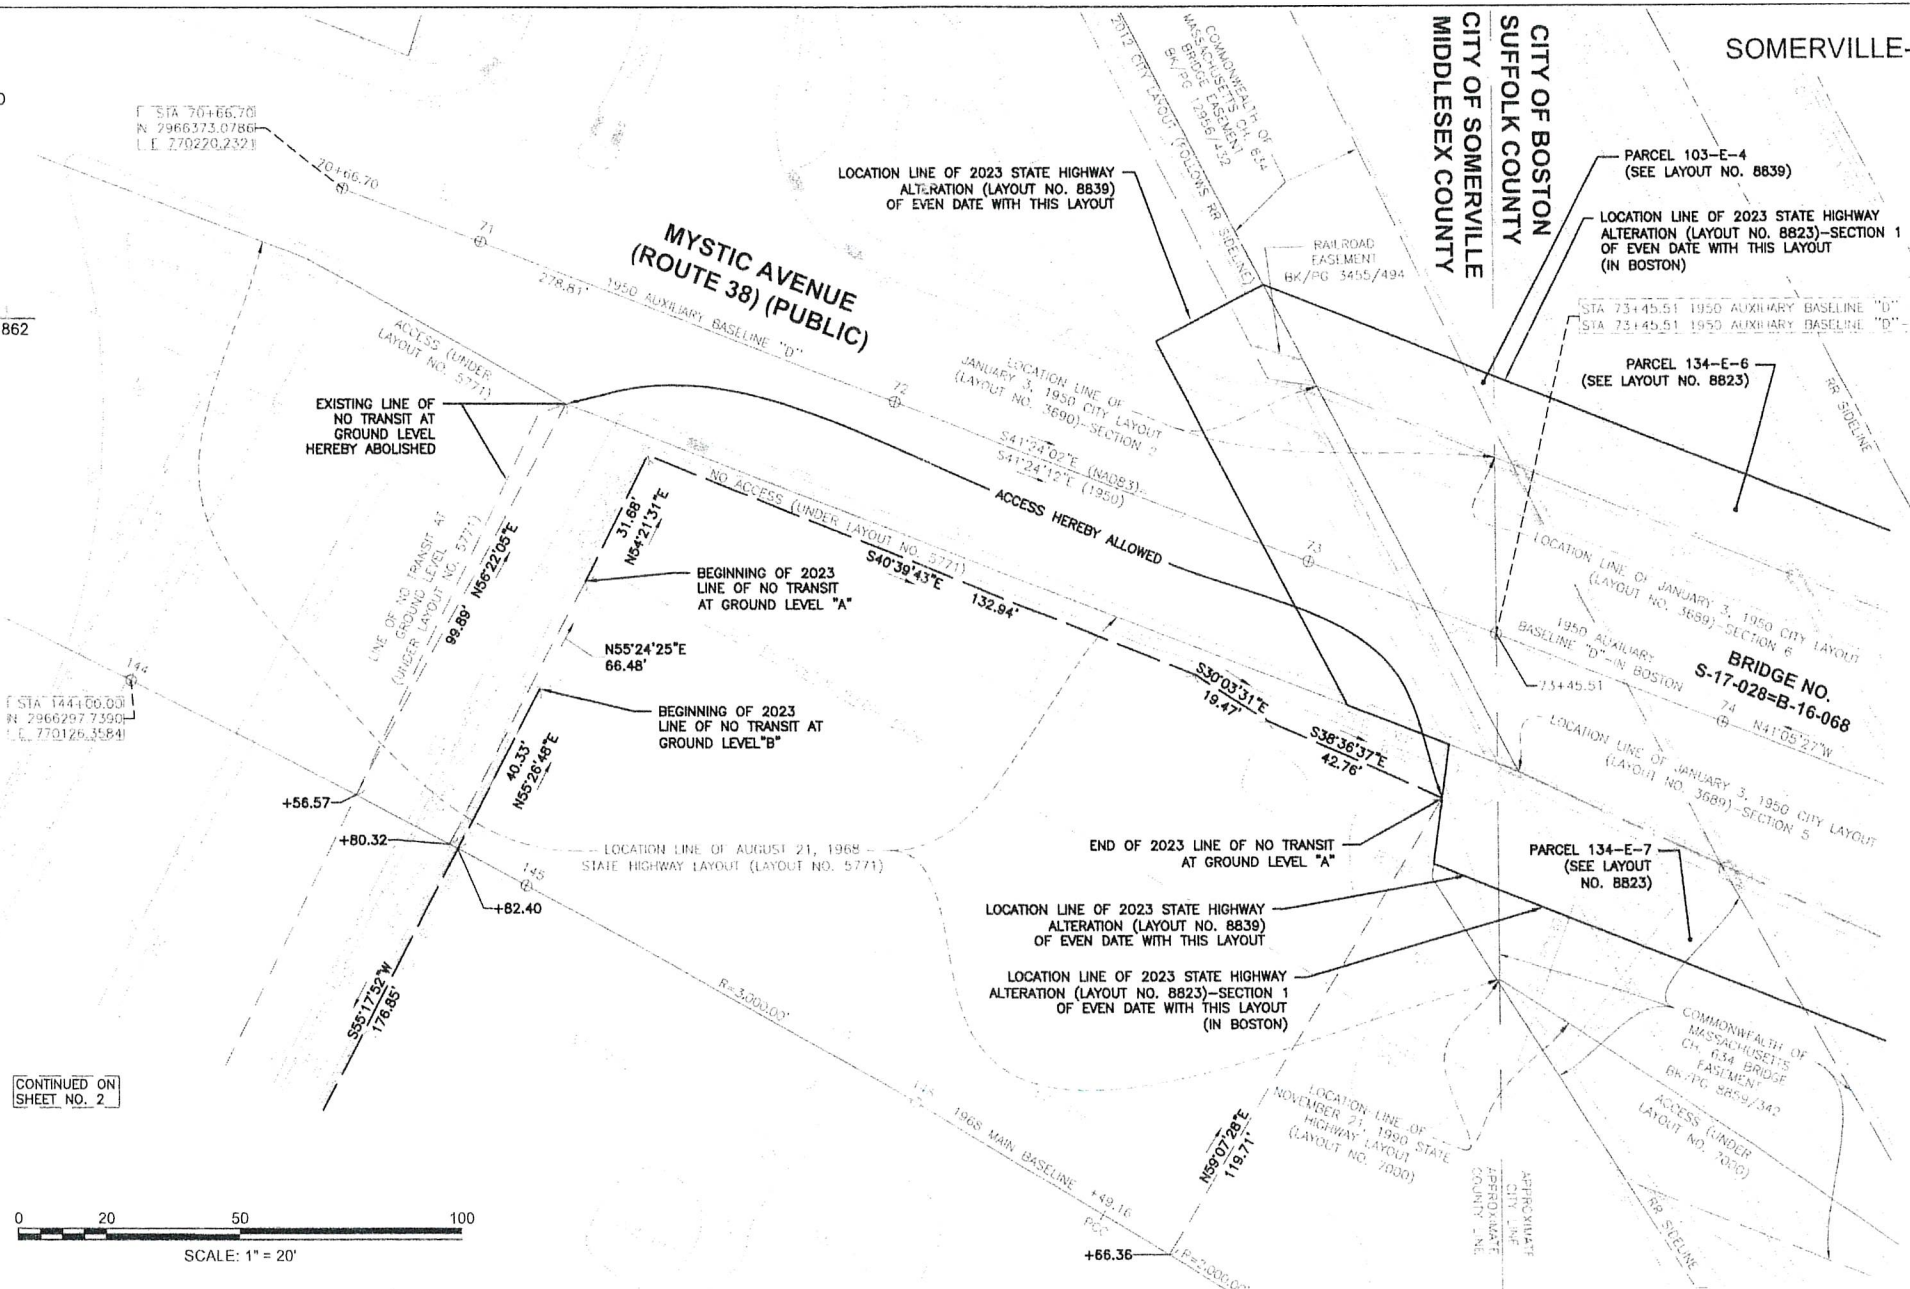 SOMERVILLE-
CITY OF BOSTON
SUFFOLK COUNTY
CITY OF SOMERVILLE
MIDDLESEX COUNTY
STA 70+66.70
N 2966373.0786
E 770220.2321
70+66.70
71
278.81'
1950 AUXILIARY BASELINE "D"
MYSTIC AVENUE
(ROUTE 38) (PUBLIC)
862
ACCESS (UNDER
LAYOUT NO. 5771)
2012 CITY LAYOUT (FOLLOWS RR SIDELINE)
COMMONWEALTH OF
MASSACHUSETTS CH. 634
BRIDGE EASEMENT
BK/PG 12956/432
LOCATION LINE OF 2023 STATE HIGHWAY
ALTERATION (LAYOUT NO. 8839)
OF EVEN DATE WITH THIS LAYOUT
RAILROAD
EASEMENT
BK/PG 3455/494
PARCEL 103-E-4
(SEE LAYOUT NO. 8839)
LOCATION LINE OF 2023 STATE HIGHWAY
ALTERATION (LAYOUT NO. 8823)-SECTION 1
OF EVEN DATE WITH THIS LAYOUT
(IN BOSTON)
STA 73+45.51 1950 AUXILIARY BASELINE "D"
STA 73+45.51 1950 AUXILIARY BASELINE "D"-
PARCEL 134-E-6
(SEE LAYOUT NO. 8823)
RR SIDELINE
EXISTING LINE OF
NO TRANSIT AT
GROUND LEVEL
HEREBY ABOLISHED
72
LOCATION LINE OF
JANUARY 3, 1950 CITY LAYOUT
(LAYOUT NO. 3690)-SECTION 2
S41°24'02"E (NAD83)
S41°24'12"E (1950)
NO ACCESS (UNDER LAYOUT NO. 5771)
ACCESS HEREBY ALLOWED
73
S40°39'43"E
132.94'
31.68'
N54°21'31"E
BEGINNING OF 2023
LINE OF NO TRANSIT
AT GROUND LEVEL "A"
LINE OF NO TRANSIT AT
GROUND LEVEL
(UNDER LAYOUT NO. 5771)
99.89' N56°22'05"E
N55°24'25"E
66.48'
LOCATION LINE OF JANUARY 3, 1950 CITY LAYOUT
(LAYOUT NO. 3689)-SECTION 6
1950 AUXILIARY
BASELINE "D"-IN BOSTON
BRIDGE NO.
S-17-028=B-16-068
73+45.51
74
N41°05'27"W
144
STA 144+00.00
N 2966297.7390
E 770126.3584
BEGINNING OF 2023
LINE OF NO TRANSIT AT
GROUND LEVEL"B"
40.33'
N55°26'48"E
S30°03'31"E
19.47'
S38°36'37"E
42.76'
LOCATION LINE OF JANUARY 3, 1950 CITY LAYOUT
(LAYOUT NO. 3689)-SECTION 5
+56.57
+80.32
LOCATION LINE OF AUGUST 21, 1968
STATE HIGHWAY LAYOUT (LAYOUT NO. 5771)
145
+82.40
END OF 2023 LINE OF NO TRANSIT
AT GROUND LEVEL "A"
PARCEL 134-E-7
(SEE LAYOUT
NO. 8823)
LOCATION LINE OF 2023 STATE HIGHWAY
ALTERATION (LAYOUT NO. 8839)
OF EVEN DATE WITH THIS LAYOUT
LOCATION LINE OF 2023 STATE HIGHWAY
ALTERATION (LAYOUT NO. 8823)-SECTION 1
OF EVEN DATE WITH THIS LAYOUT
(IN BOSTON)
S55°17'52"W
176.85'
R=3,000.00'
COMMONWEALTH OF
MASSACHUSETTS
CH. 634 BRIDGE
EASEMENT
BK/PG 8859/342
ACCESS (UNDER
LAYOUT NO. 7000)
CONTINUED ON
SHEET NO. 2
1968 MAIN BASELINE
+49.16
PCC
LOCATION LINE OF
NOVEMBER 21, 1990 STATE
HIGHWAY LAYOUT
(LAYOUT NO. 7000)
N59°07'28"E
119.71'
APPROXIMATE
CITY LINE
APPROXIMATE
COUNTY LINE
RR SIDELINE
+66.36
R=2,000.00'
0 20 50 100
SCALE: 1" = 20'